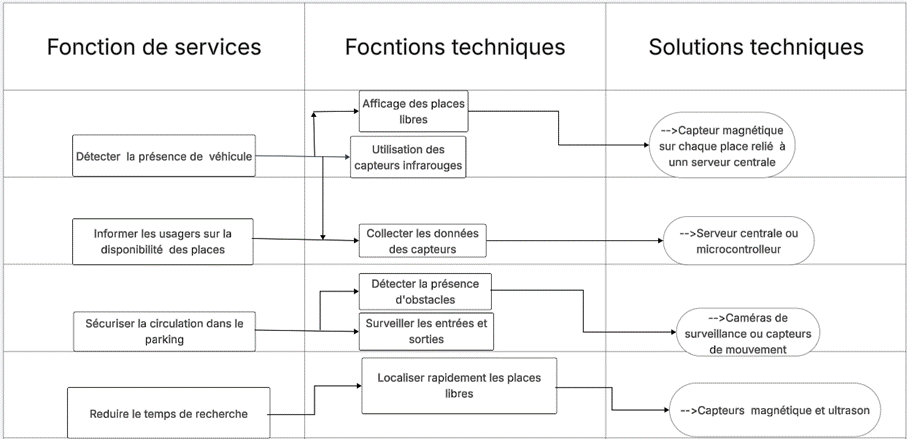 Fonction de services
Focntions techniques
Solutions techniques
Afficage des places
libres
Détecter la présence de véhicule
Utilisation des
capteurs infrarouges
-->Capteur magnétique
sur chaque place relié à
unn serveur centrale
Informer les usagers sur la
disponibilité des places
Collecter les données
des capteurs
-->Serveur centrale ou
microcontrolleur
Détecter la présence
d'obstacles
Sécuriser la circulation dans le
parking
Surveiller les entrées et
sorties
-->Caméras de
surveillance ou capteurs
de mouvement
Reduire le temps de recherche
Localiser rapidement les places
libres
-->Capteurs magnétique et ultrason